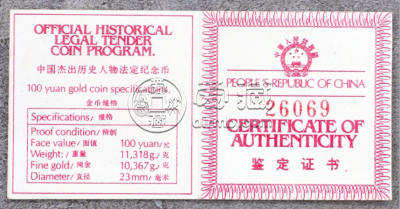 OFFICIAL HISTORICAL
LEGAL TENDER
COIN PROGRAM.
中国杰出历史人物法定纪念币
100 yuan gold coin specifications.
金币规格
Specifications / 规格
Proof condition / 精制
Face value / 面值 100 yuan/元
Weight: / 重量 11,318g/克
Fine gold / 纯金 10,367g/克
Diameter / 直径 23mm/毫米
PEOPLE'S REPUBLIC OF CHINA
26069
CERTIFICATE OF
AUTHENTICITY
鉴定证书